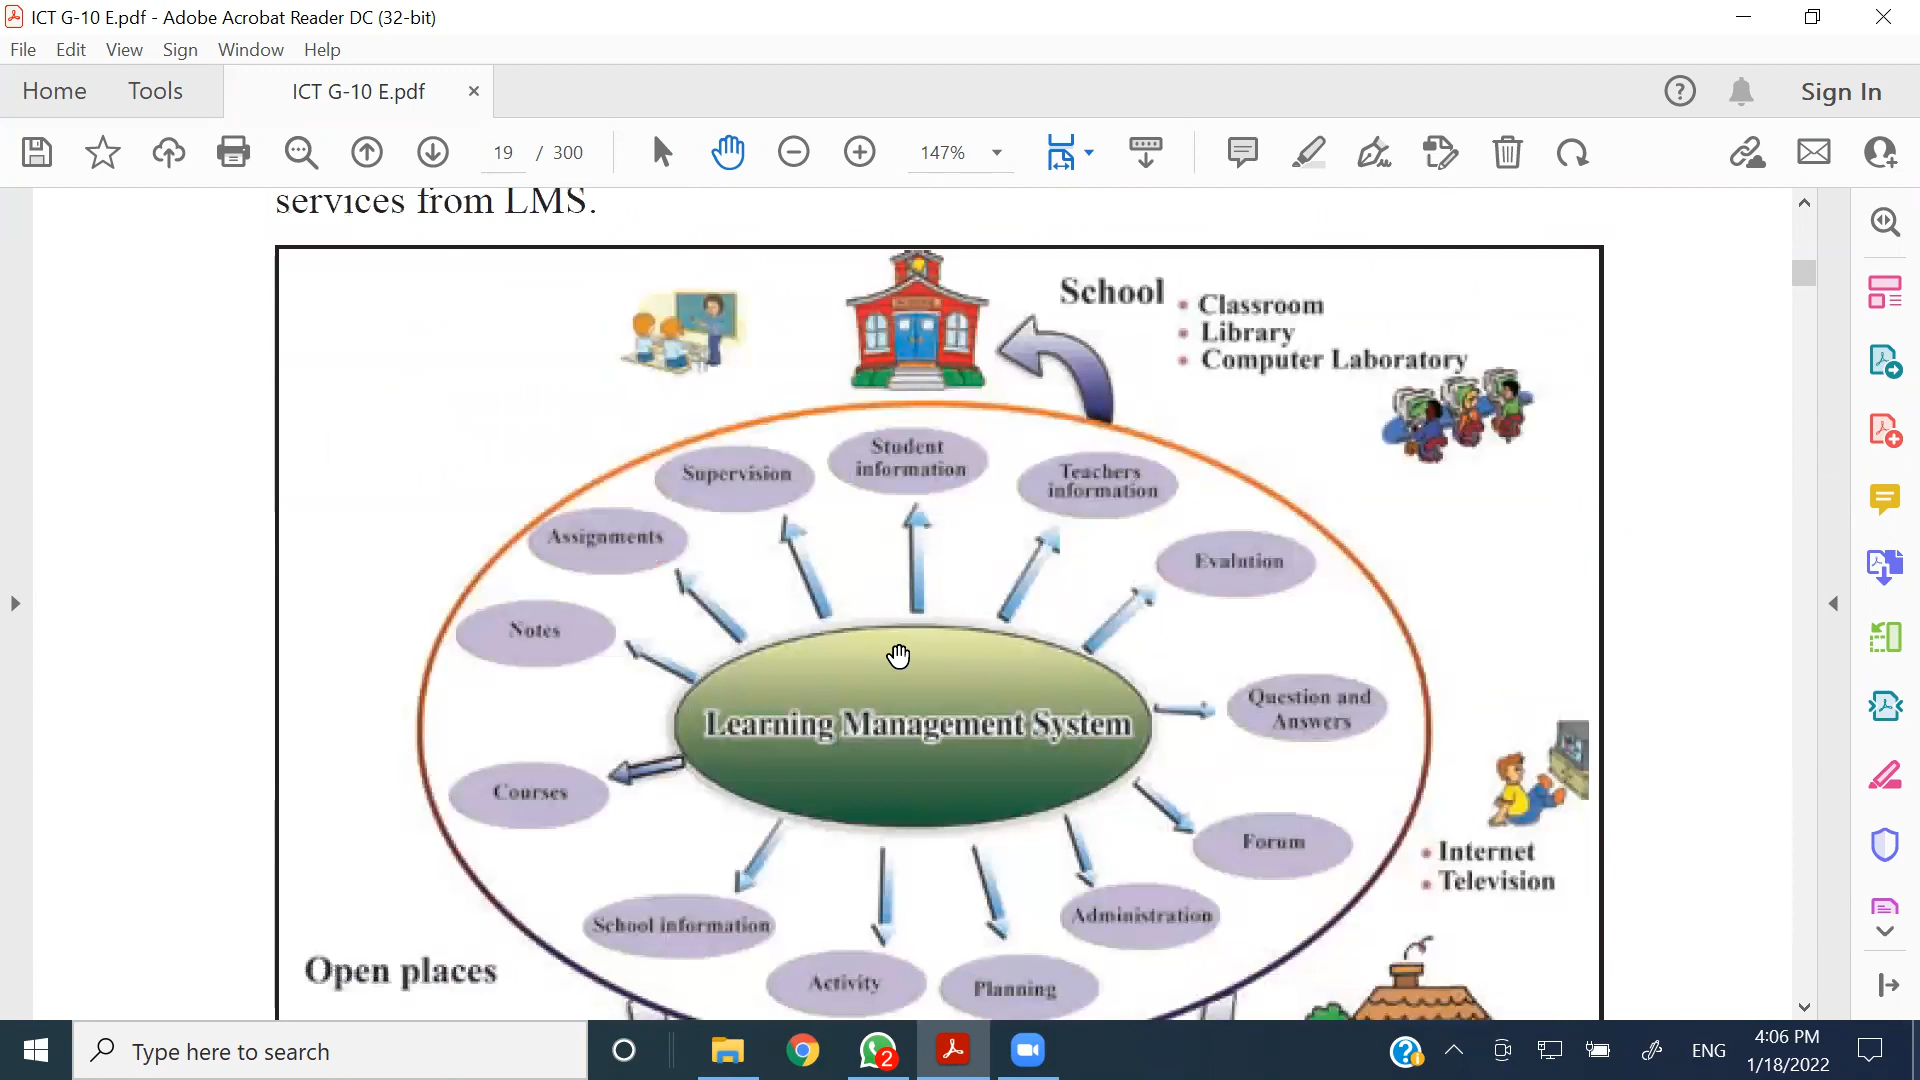 ICT G-10 E.pdf - Adobe Acrobat Reader DC (32-bit)
File Edit View Sign Window Help
Home Tools ICT G-10 E.pdf Sign In
19 / 300 147%
services from LMS.
School
Classroom
Library
Computer Laboratory
Student
information
Supervision
Teachers
information
Assignments
Evalution
Notes
Question and
Answers
Learning Management System
Courses
Forum
Internet
Television
Administration
School information
Open places
Activity
Planning
Type here to search
2
ENG
4:06 PM
1/18/2022